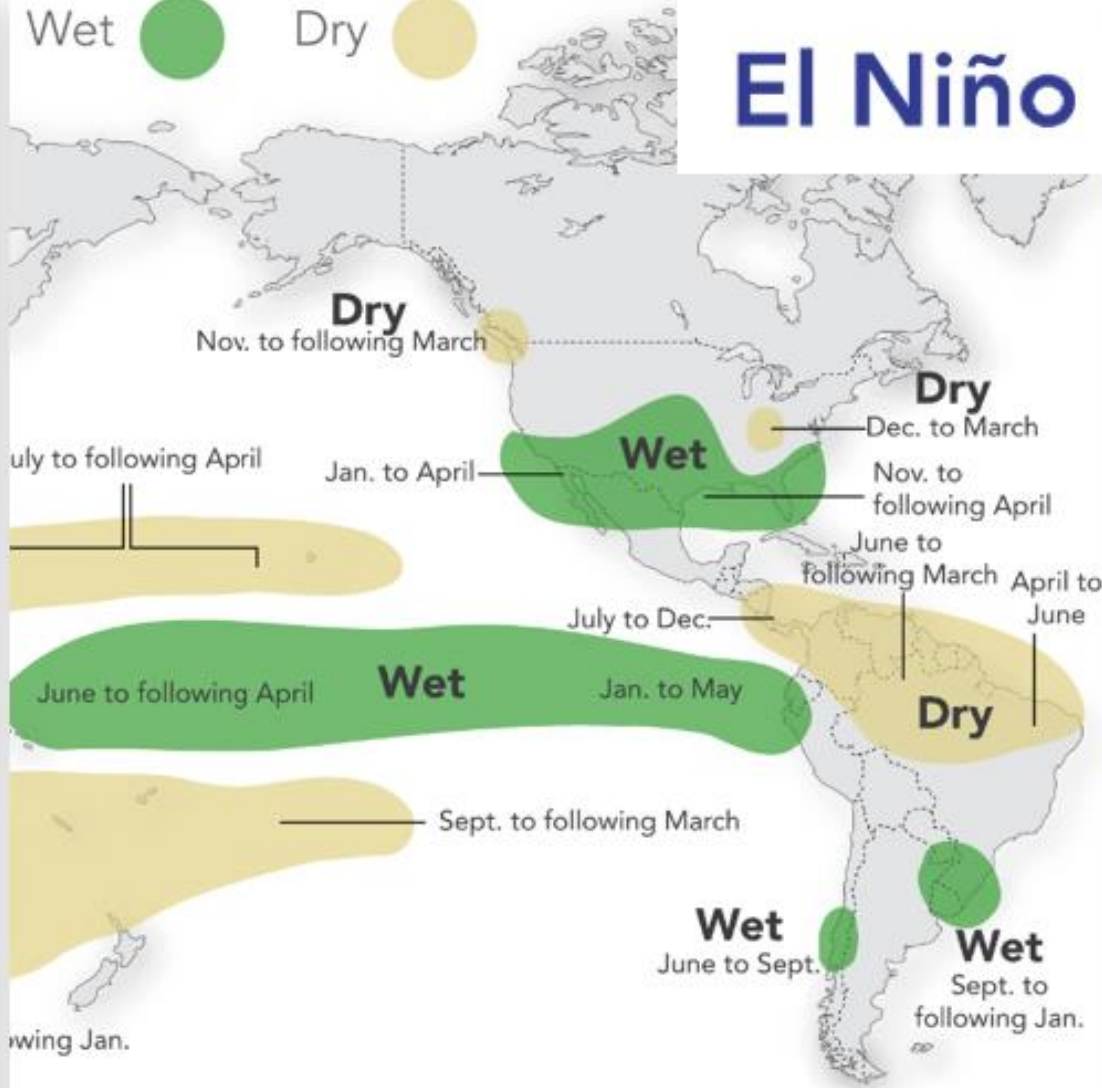 Wet
Dry
El Niño
Dry
Nov. to following March
Dry
Dec. to March
Wet
Jan. to April
Nov. to
following April
uly to following April
June to
following March
April to
June
July to Dec.
June to following April
Wet
Jan. to May
Dry
Sept. to following March
Wet
June to Sept.
Wet
Sept. to
following Jan.
owing Jan.